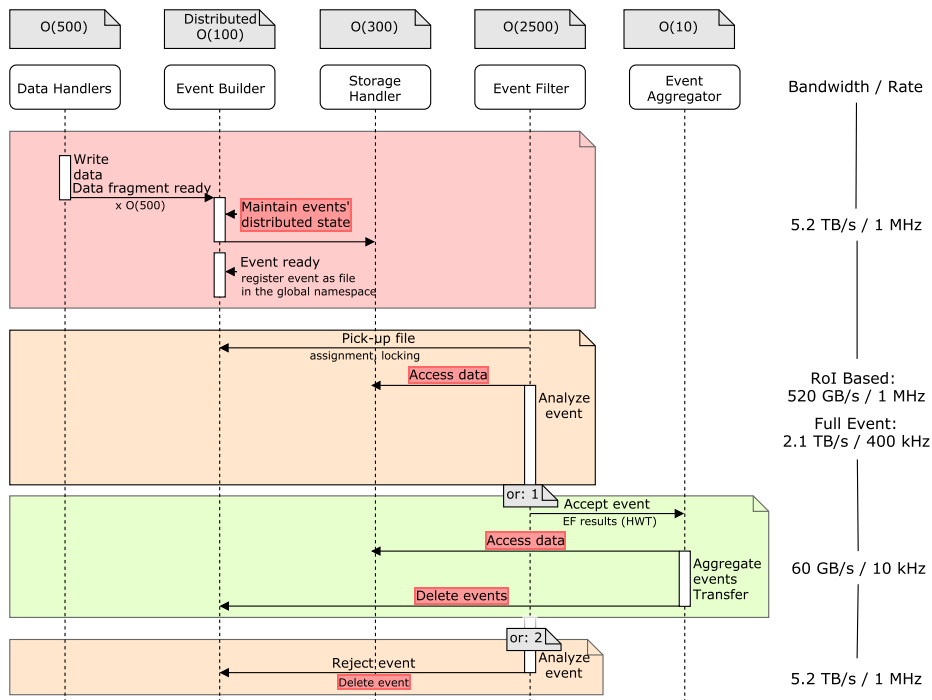 O(500)
Distributed
O(100)
O(300)
O(2500)
O(10)
Data Handlers
Event Builder
Storage
Handler
Event Filter
Event
Aggregator
Bandwidth / Rate
Write
data
Data fragment ready
x O(500)
Maintain events'
distributed state
5.2 TB/s / 1 MHz
Event ready
register event as file
in the global namespace
Pick-up file
assignment, locking
Access data
Analyze
event
RoI Based:
520 GB/s / 1 MHz
Full Event:
2.1 TB/s / 400 kHz
or: 1
Accept event
EF results (HWT)
Access data
Aggregate
events
Transfer
60 GB/s / 10 kHz
Delete events
or: 2
Analyze
event
Reject event
Delete event
5.2 TB/s / 1 MHz